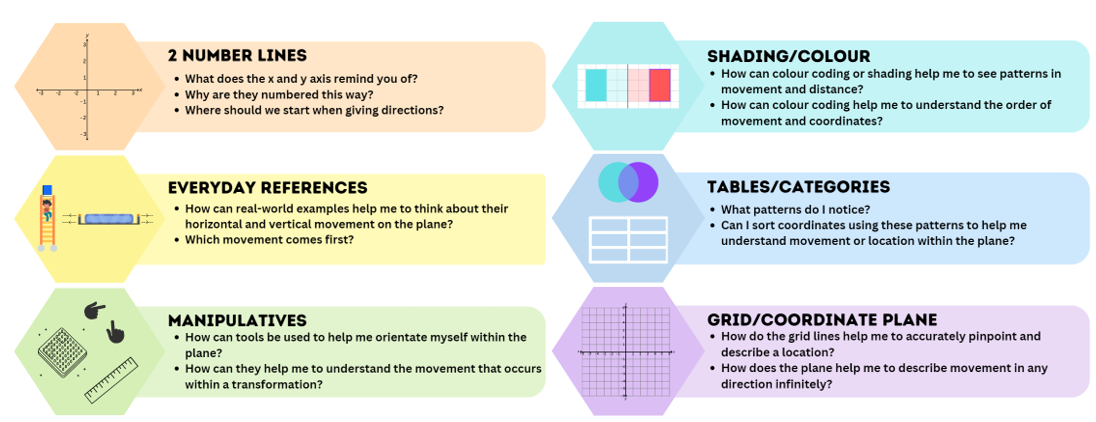 2 NUMBER LINES
• What does the x and y axis remind you of?
• Why are they numbered this way?
• Where should we start when giving directions?
EVERYDAY REFERENCES
• How can real-world examples help me to think about their
horizontal and vertical movement on the plane?
• Which movement comes first?
MANIPULATIVES
• How can tools be used to help me orientate myself within the
plane?
• How can they help me to understand the movement that occurs
within a transformation?
SHADING/COLOUR
• How can colour coding or shading help me to see patterns in
movement and distance?
• How can colour coding help me to understand the order of
movement and coordinates?
TABLES/CATEGORIES
• What patterns do I notice?
• Can I sort coordinates using these patterns to help me
understand movement or location within the plane?
GRID/COORDINATE PLANE
• How do the grid lines help me to accurately pinpoint and
describe a location?
• How does the plane help me to describe movement in any
direction infinitely?